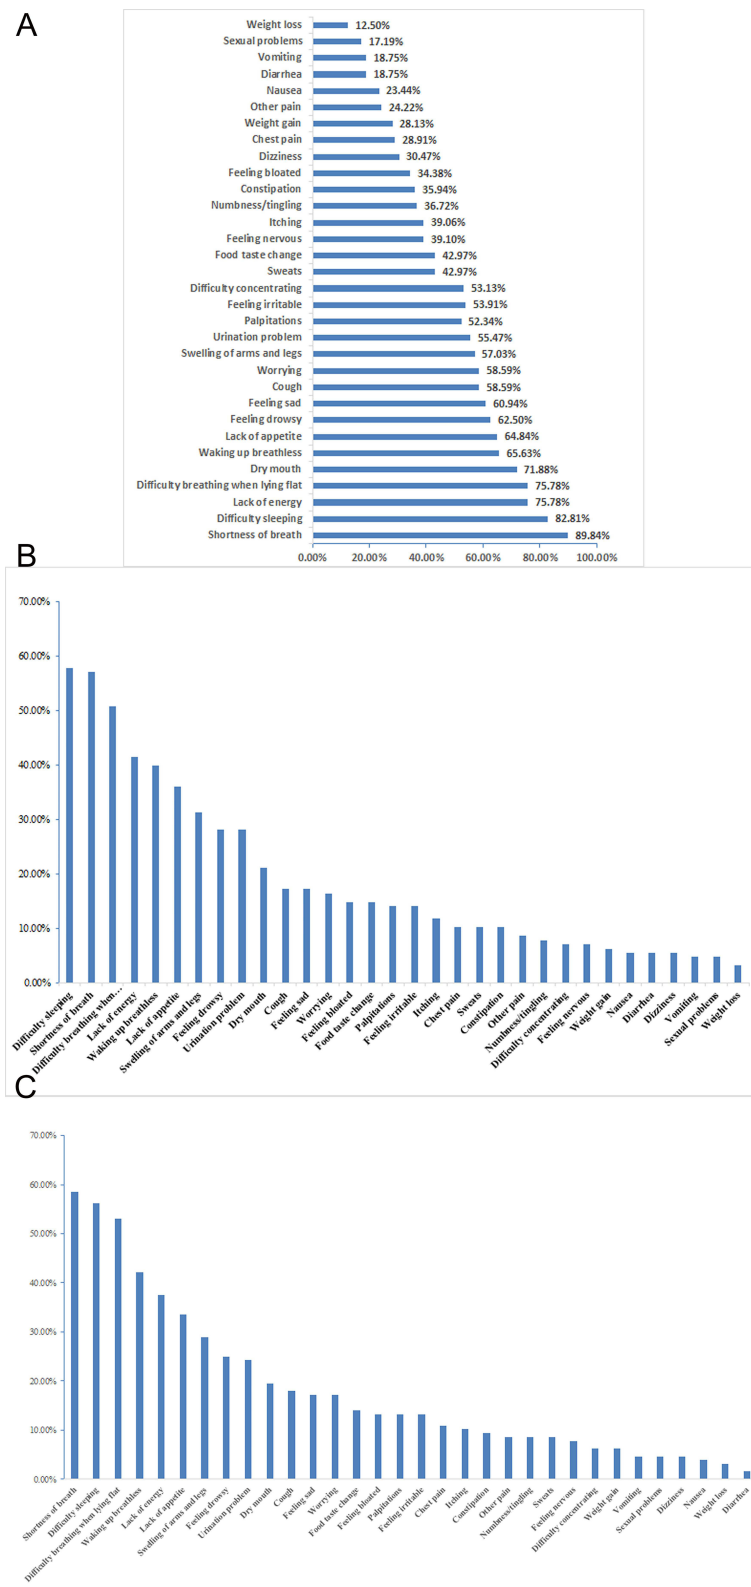 A
Weight loss 12.50%
Sexual problems 17.19%
Vomiting 18.75%
Diarrhea 18.75%
Nausea 23.44%
Other pain 24.22%
Weight gain 28.13%
Chest pain 28.91%
Dizziness 30.47%
Feeling bloated 34.38%
Constipation 35.94%
Numbness/tingling 36.72%
Itching 39.06%
Feeling nervous 39.10%
Food taste change 42.97%
Sweats 42.97%
Difficulty concentrating 53.13%
Feeling irritable 53.91%
Palpitations 52.34%
Urination problem 55.47%
Swelling of arms and legs 57.03%
Worrying 58.59%
Cough 58.59%
Feeling sad 60.94%
Feeling drowsy 62.50%
Lack of appetite 64.84%
Waking up breathless 65.63%
Dry mouth 71.88%
Difficulty breathing when lying flat 75.78%
Lack of energy 75.78%
Difficulty sleeping 82.81%
Shortness of breath 89.84%
0.00% 20.00% 40.00% 60.00% 80.00% 100.00%
B
70.00%
60.00%
50.00%
40.00%
30.00%
20.00%
10.00%
0.00%
Difficulty sleeping
Shortness of breath
Difficulty breathing when…
Lack of energy
Waking up breathless
Lack of appetite
Swelling of arms and legs
Feeling drowsy
Urination problem
Dry mouth
Cough
Feeling sad
Worrying
Feeling bloated
Food taste change
Palpitations
Feeling irritable
Itching
Chest pain
Sweats
Constipation
Other pain
Numbness/tingling
Difficulty concentrating
Feeling nervous
Weight gain
Nausea
Diarrhea
Dizziness
Vomiting
Sexual problems
Weight loss
C
70.00%
60.00%
50.00%
40.00%
30.00%
20.00%
10.00%
0.00%
Shortness of breath
Difficulty sleeping
Difficulty breathing when lying flat
Waking up breathless
Lack of energy
Lack of appetite
Swelling of arms and legs
Feeling drowsy
Urination problem
Dry mouth
Cough
Feeling sad
Worrying
Food taste change
Feeling bloated
Palpitations
Feeling irritable
Chest pain
Itching
Constipation
Other pain
Numbness/tingling
Sweats
Feeling nervous
Difficulty concentrating
Weight gain
Vomiting
Sexual problems
Dizziness
Nausea
Weight loss
Diarrhea